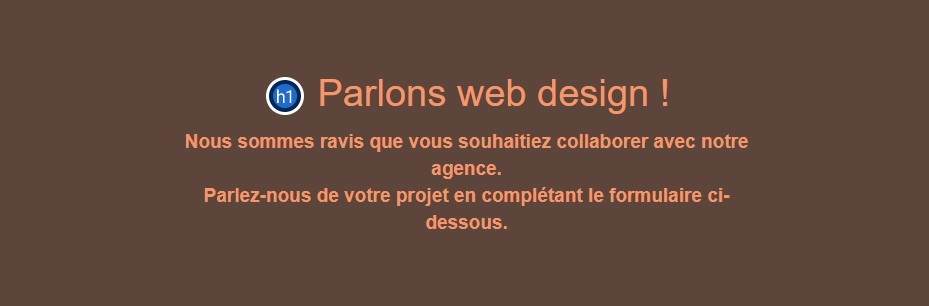 h1 Parlons web design !
Nous sommes ravis que vous souhaitiez collaborer avec notre
agence.
Parlez-nous de votre projet en complétant le formulaire ci-
dessous.